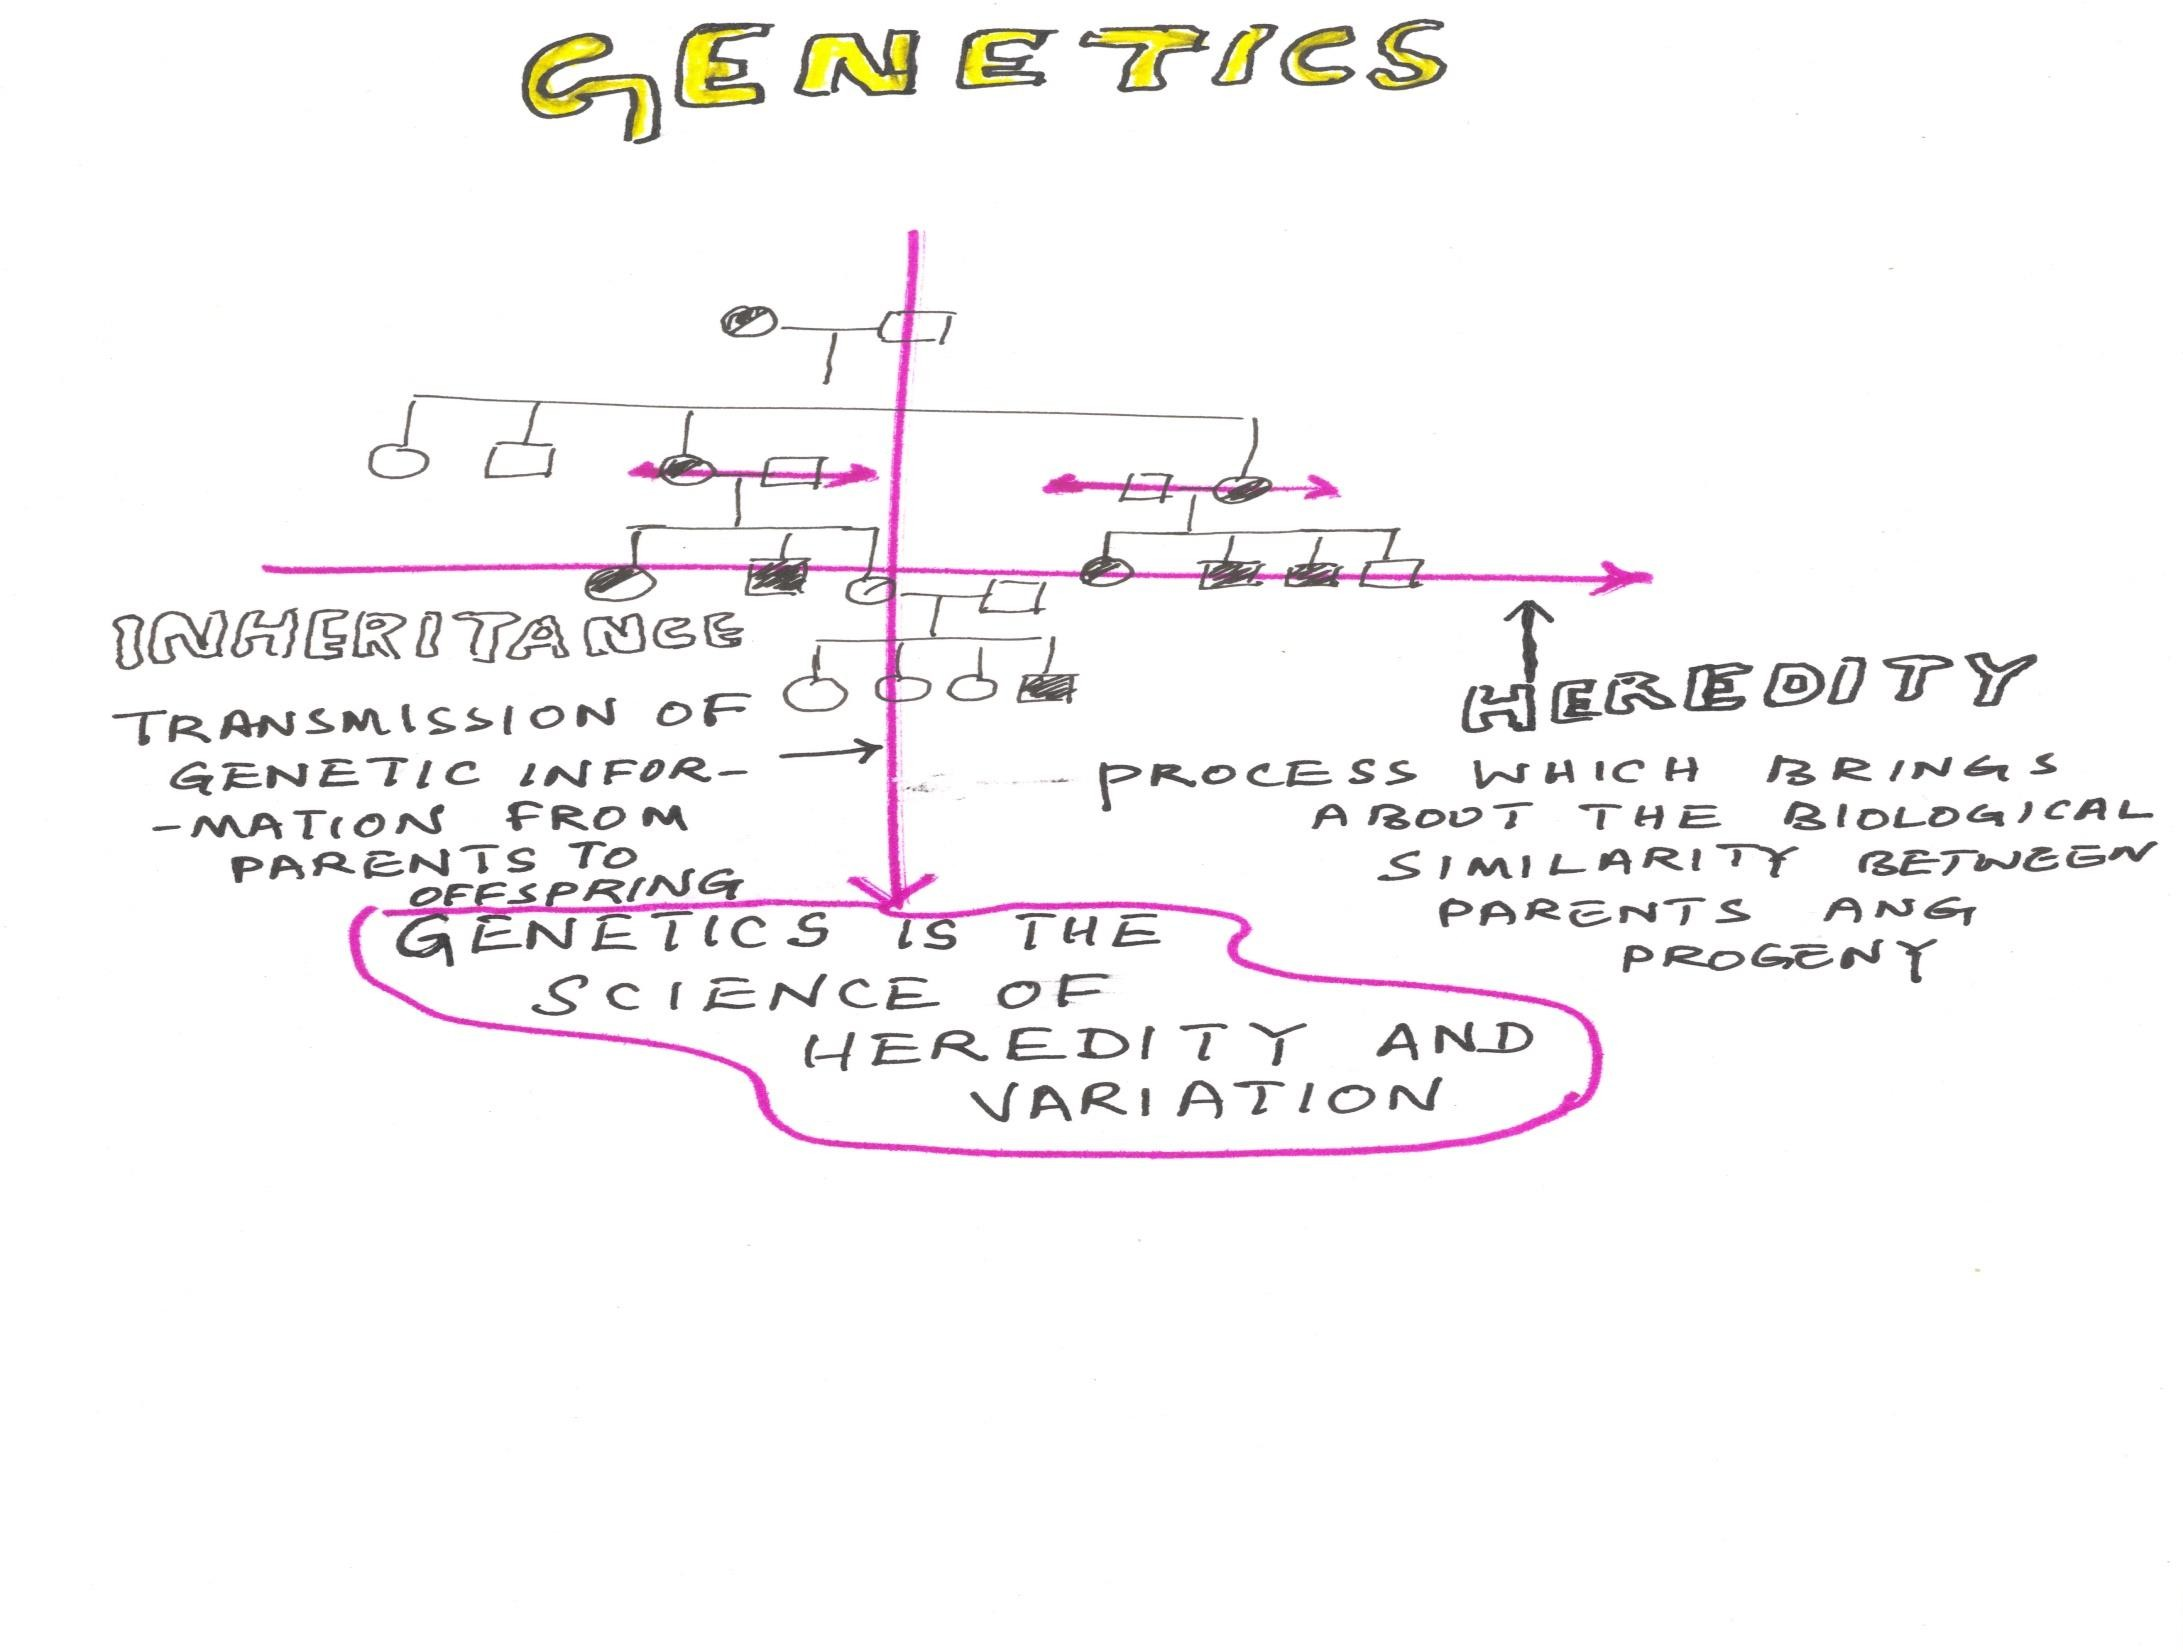 GENETICS
INHERITANCE
TRANSMISSION OF
GENETIC INFOR-
-MATION FROM
PARENTS TO
OFFSPRING
HEREDITY
PROCESS WHICH BRINGS
ABOUT THE BIOLOGICAL
SIMILARITY BETWEEN
PARENTS ANG
PROGENY
GENETICS IS THE
SCIENCE OF
HEREDITY AND
VARIATION